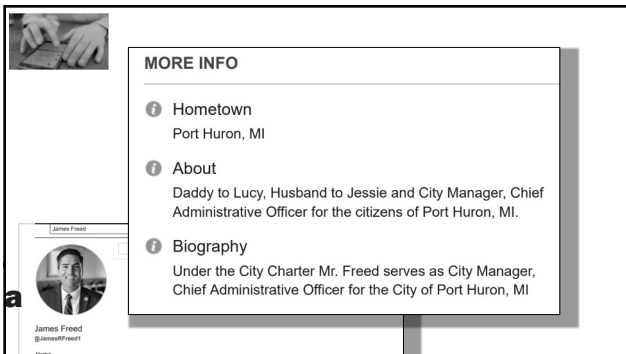 MORE INFO
Hometown
Port Huron, MI
About
Daddy to Lucy, Husband to Jessie and City Manager, Chief
Administrative Officer for the citizens of Port Huron, MI.
Biography
Under the City Charter Mr. Freed serves as City Manager,
Chief Administrative Officer for the City of Port Huron, MI
James Freed
a
James Freed
@JamesRFreed1